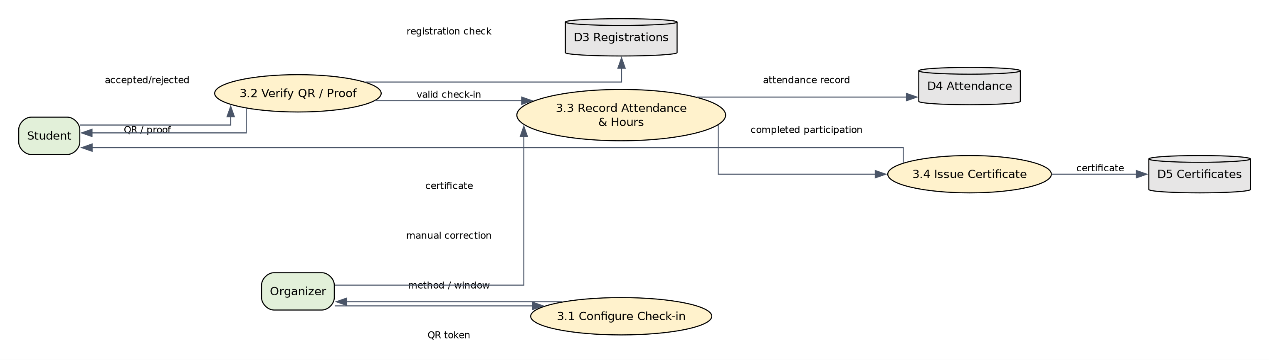 registration check
D3 Registrations
accepted/rejected
attendance record
D4 Attendance
3.2 Verify QR / Proof
valid check-in
3.3 Record Attendance
& Hours
Student
QR / proof
completed participation
3.4 Issue Certificate
certificate
D5 Certificates
certificate
manual correction
Organizer
method / window
3.1 Configure Check-in
QR token